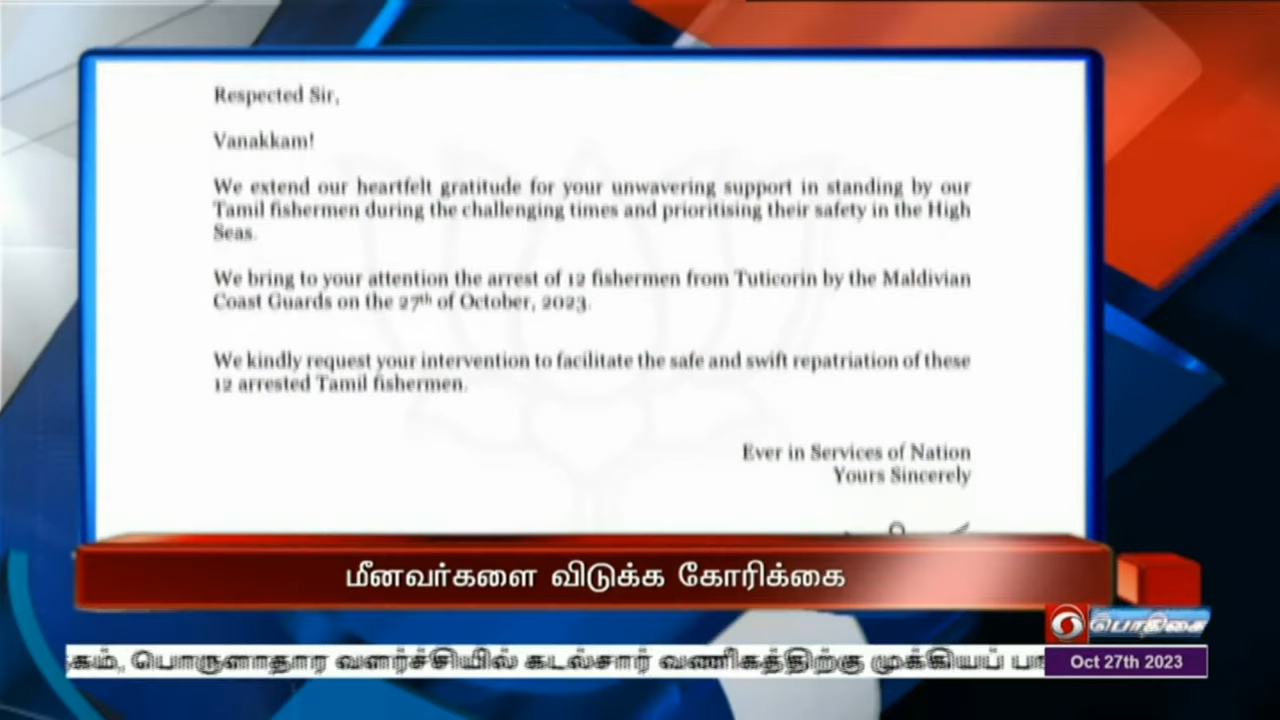 Respected Sir,
Vanakkam!
We extend our heartfelt gratitude for your unwavering support in standing by our
Tamil fishermen during the challenging times and prioritising their safety in the High
Seas.
We bring to your attention the arrest of 12 fishermen from Tuticorin by the Maldivian
Coast Guards on the 27th of October, 2023.
We kindly request your intervention to facilitate the safe and swift repatriation of these
12 arrested Tamil fishermen.
Ever in Services of Nation
Yours Sincerely
மீனவர்களை விடுக்க கோரிக்கை
பொதிகை
பொருளாதார வளர்ச்சியில் கடல்சார் வணிகத்திற்கு முக்கியப்
Oct 27th 2023